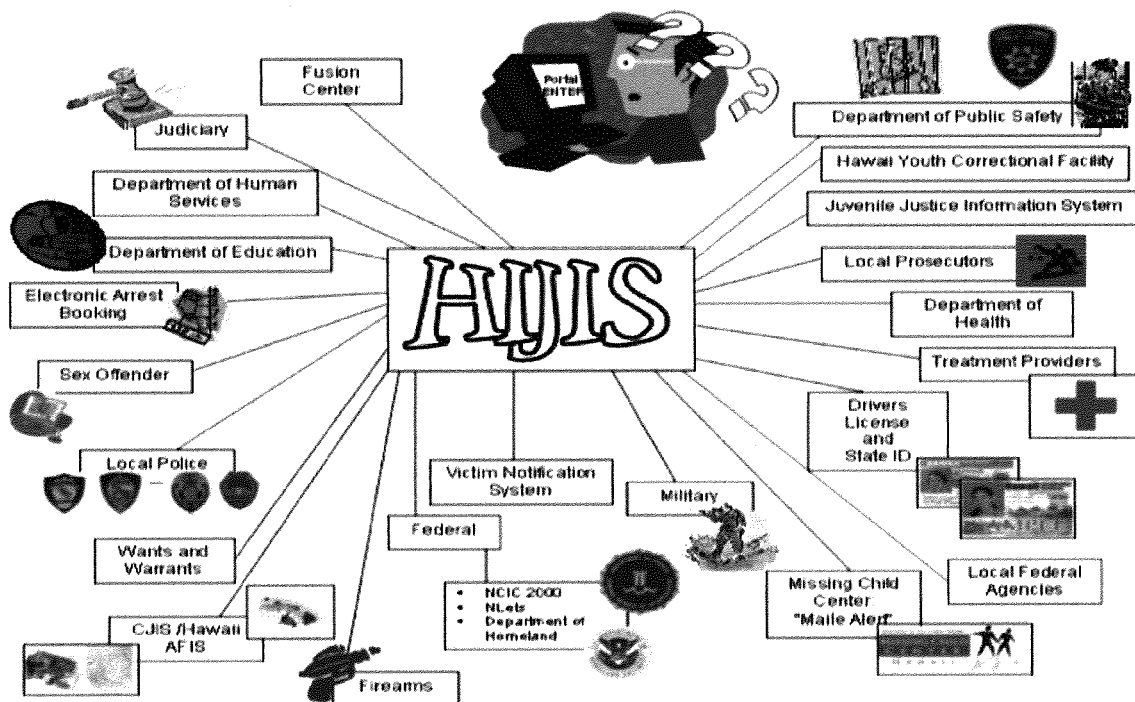 Portal
ENTER
Fusion
Center
Judiciary
Department of Human
Services
Department of Education
Electronic Arrest
Booking
Sex Offender
Local Police
Wants and
Warrants
CJIS /Hawaii
AFIS
Firearms
HIJIS
Federal
• NCIC 2000
• NLets
• Department of
Homeland
Victim Notification
System
Military
Department of Public Safety
Hawaii Youth Correctional Facility
Juvenile Justice Information System
Local Prosecutors
Department of
Health
Treatment Providers
Drivers
License
and
State ID
Local Federal
Agencies
Missing Child
Center
"Maile Alert"